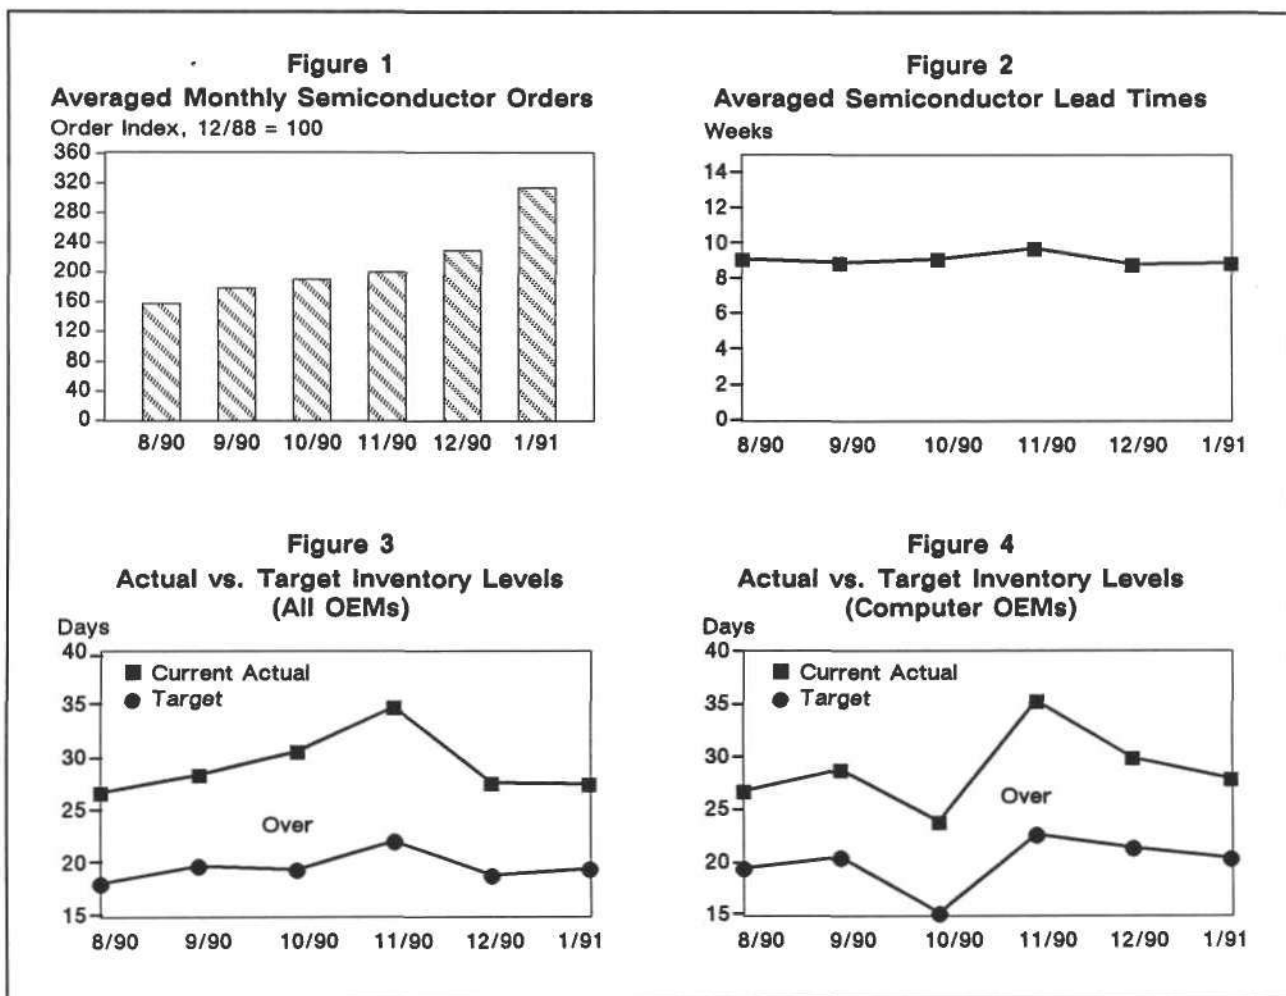 Figure 1
Averaged Monthly Semiconductor Orders
Order Index, 12/88 = 100
360
320
280
240
200
160
120
80
40
0
8/90 9/90 10/90 11/90 12/90 1/91
Figure 2
Averaged Semiconductor Lead Times
Weeks
14
12
10
8
6
4
2
0
8/90 9/90 10/90 11/90 12/90 1/91
Figure 3
Actual vs. Target Inventory Levels
(All OEMs)
Days
40
35
30
25
20
15
Current Actual
Target
Over
8/90 9/90 10/90 11/90 12/90 1/91
Figure 4
Actual vs. Target Inventory Levels
(Computer OEMs)
Days
40
35
30
25
20
15
Current Actual
Target
Over
8/90 9/90 10/90 11/90 12/90 1/91